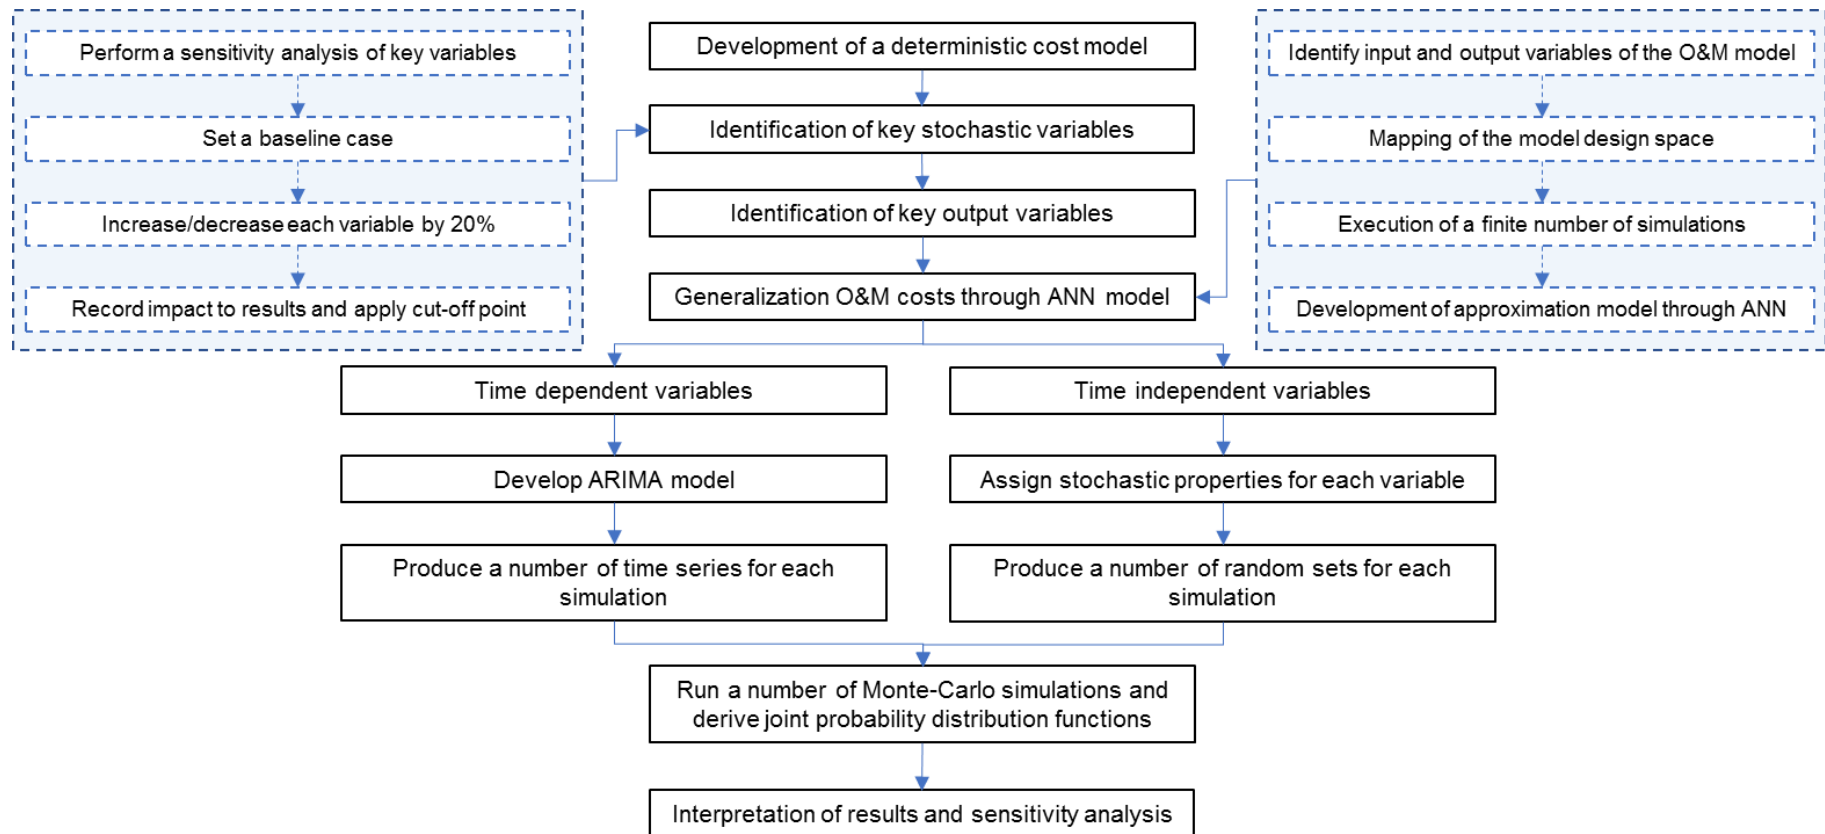 Perform a sensitivity analysis of key variables
Set a baseline case
Increase/decrease each variable by 20%
Record impact to results and apply cut-off point
Development of a deterministic cost model
Identification of key stochastic variables
Identification of key output variables
Generalization O&M costs through ANN model
Identify input and output variables of the O&M model
Mapping of the model design space
Execution of a finite number of simulations
Development of approximation model through ANN
Time dependent variables
Develop ARIMA model
Produce a number of time series for each
simulation
Time independent variables
Assign stochastic properties for each variable
Produce a number of random sets for each
simulation
Run a number of Monte-Carlo simulations and
derive joint probability distribution functions
Interpretation of results and sensitivity analysis